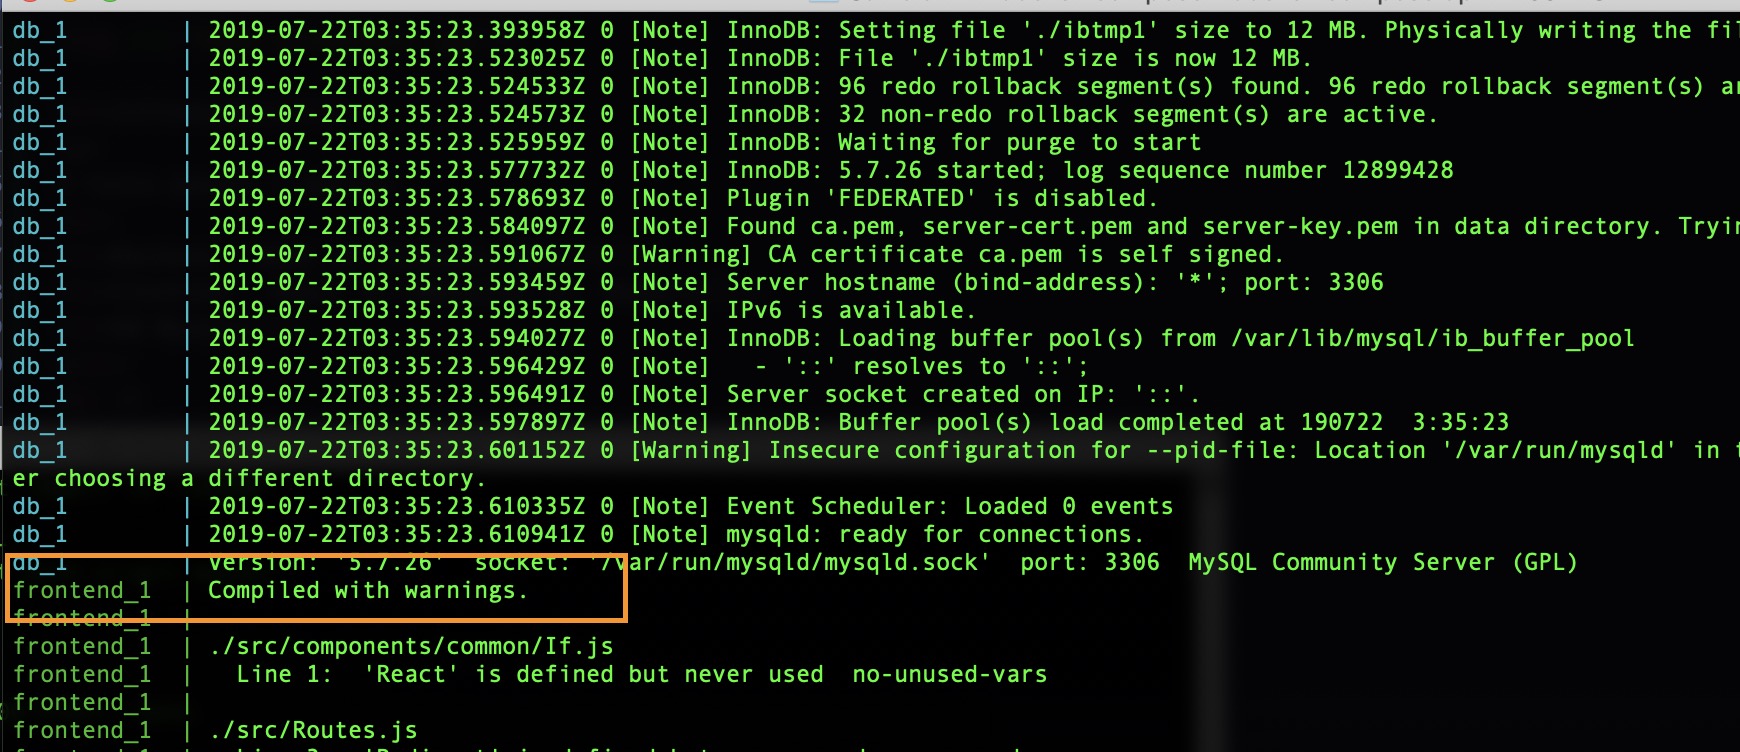 db_1 | 2019-07-22T03:35:23.393958Z 0 [Note] InnoDB: Setting file './ibtmp1' size to 12 MB. Physically writing the
db_1 | 2019-07-22T03:35:23.523025Z 0 [Note] InnoDB: File './ibtmp1' size is now 12 MB.
db_1 | 2019-07-22T03:35:23.524533Z 0 [Note] InnoDB: 96 redo rollback segment(s) found. 96 redo rollback segment(s)
db_1 | 2019-07-22T03:35:23.524573Z 0 [Note] InnoDB: 32 non-redo rollback segment(s) are active.
db_1 | 2019-07-22T03:35:23.525959Z 0 [Note] InnoDB: Waiting for purge to start
db_1 | 2019-07-22T03:35:23.577732Z 0 [Note] InnoDB: 5.7.26 started; log sequence number 12899428
db_1 | 2019-07-22T03:35:23.578693Z 0 [Note] Plugin 'FEDERATED' is disabled.
db_1 | 2019-07-22T03:35:23.584097Z 0 [Note] Found ca.pem, server-cert.pem and server-key.pem in data directory.
db_1 | 2019-07-22T03:35:23.591067Z 0 [Warning] CA certificate ca.pem is self signed.
db_1 | 2019-07-22T03:35:23.593459Z 0 [Note] Server hostname (bind-address): '*'; port: 3306
db_1 | 2019-07-22T03:35:23.593528Z 0 [Note] IPv6 is available.
db_1 | 2019-07-22T03:35:23.594027Z 0 [Note] InnoDB: Loading buffer pool(s) from /var/lib/mysql/ib_buffer_pool
db_1 | 2019-07-22T03:35:23.596429Z 0 [Note]   - '::' resolves to '::';
db_1 | 2019-07-22T03:35:23.596491Z 0 [Note] Server socket created on IP: '::'.
db_1 | 2019-07-22T03:35:23.597897Z 0 [Note] InnoDB: Buffer pool(s) load completed at 190722  3:35:23
db_1 | 2019-07-22T03:35:23.601152Z 0 [Warning] Insecure configuration for --pid-file: Location '/var/run/mysqld' in
er choosing a different directory.
db_1 | 2019-07-22T03:35:23.610335Z 0 [Note] Event Scheduler: Loaded 0 events
db_1 | 2019-07-22T03:35:23.610941Z 0 [Note] mysqld: ready for connections.
db_1 | Version: '5.7.26'  socket: '/var/run/mysqld/mysqld.sock'  port: 3306  MySQL Community Server (GPL)
frontend_1 | Compiled with warnings.
frontend_1 |
frontend_1 | ./src/components/common/If.js
frontend_1 |   Line 1:  'React' is defined but never used  no-unused-vars
frontend_1 |
frontend_1 | ./src/Routes.js